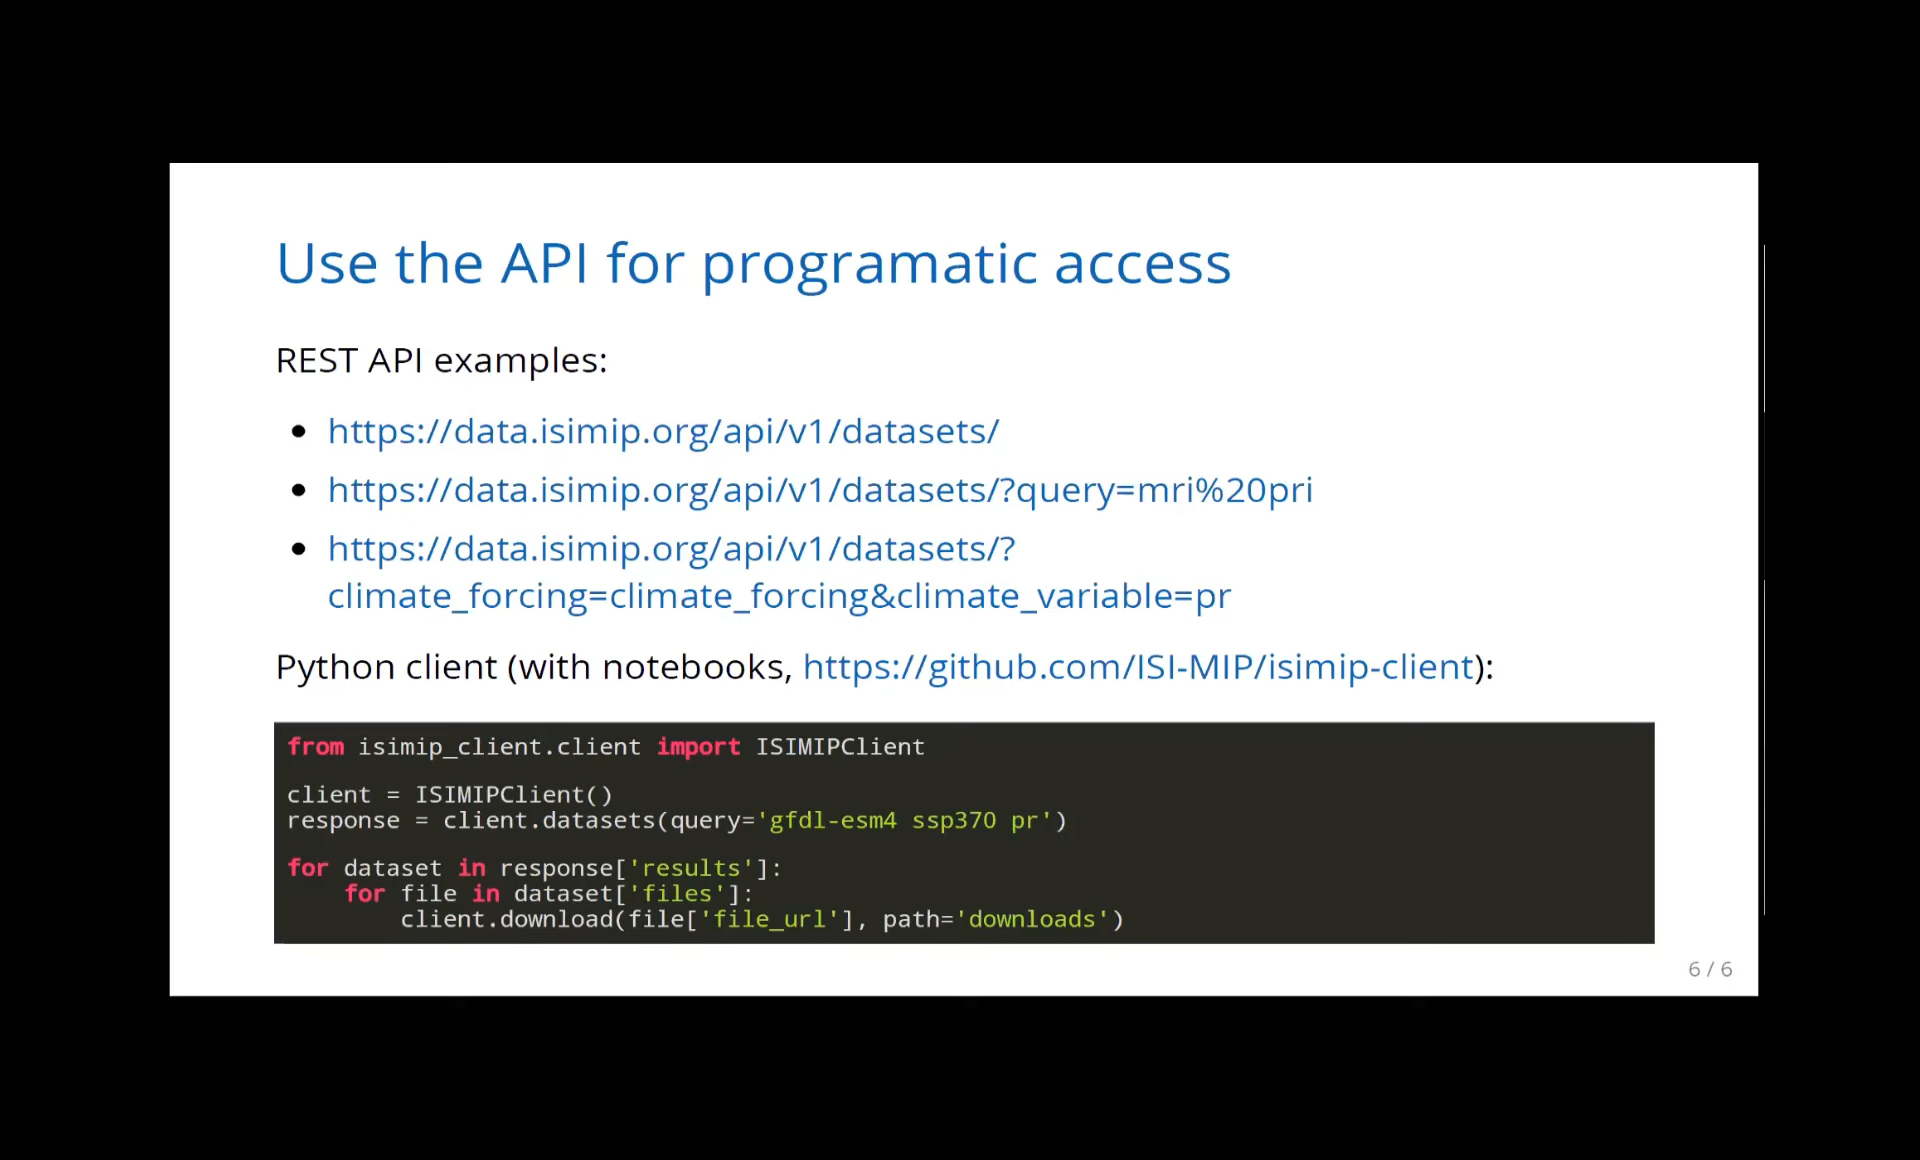 Use the API for programatic access
REST API examples:
• https://data.isimip.org/api/v1/datasets/
• https://data.isimip.org/api/v1/datasets/?query=mri%20pri
• https://data.isimip.org/api/v1/datasets/?
climate_forcing=climate_forcing&climate_variable=pr
Python client (with notebooks, https://github.com/ISI-MIP/isimip-client):
from isimip_client.client import ISIMIPClient
client = ISIMIPClient()
response = client.datasets(query='gfdl-esm4 ssp370 pr')
for dataset in response['results']:
    for file in dataset['files']:
        client.download(file['file_url'], path='downloads')
6 / 6